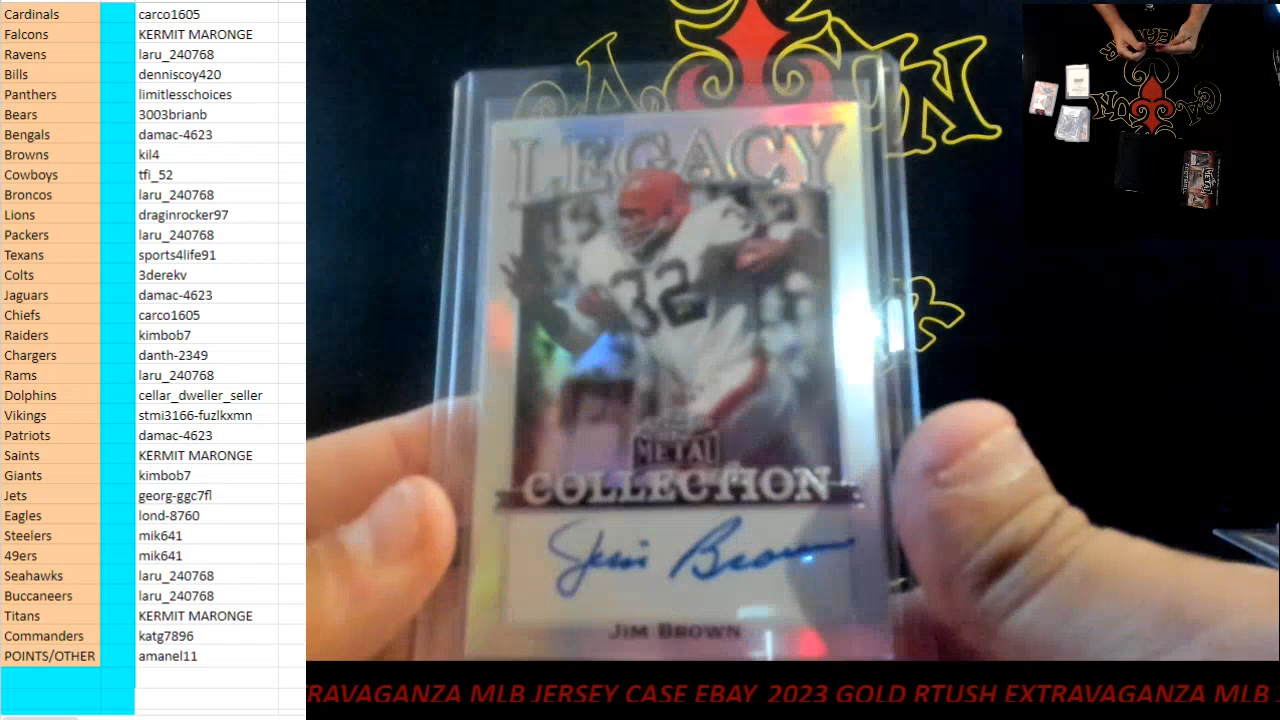 Cardinals carco1605
Falcons KERMIT MARONGE
Ravens laru_240768
Bills denniscoy420
Panthers limitlesschoices
Bears 3003brianb
Bengals damac-4623
Browns kil4
Cowboys tfi_52
Broncos laru_240768
Lions draginrocker97
Packers laru_240768
Texans sports4life91
Colts 3derekv
Jaguars damac-4623
Chiefs carco1605
Raiders kimbob7
Chargers danth-2349
Rams laru_240768
Dolphins cellar_dweller_seller
Vikings stmi3166-fuzlkxmn
Patriots damac-4623
Saints KERMIT MARONGE
Giants kimbob7
Jets georg-ggc7fl
Eagles lond-8760
Steelers mik641
49ers mik641
Seahawks laru_240768
Buccaneers laru_240768
Titans KERMIT MARONGE
Commanders katg7896
POINTS/OTHER amanel11
LEGACY
32
METAL
COLLECTION
Jim Brown
JIM BROWN
METAL
FOOTBALL
RAVAGANZA MLB JERSEY CASE EBAY 2023 GOLD RTUSH EXTRAVAGANZA MLB